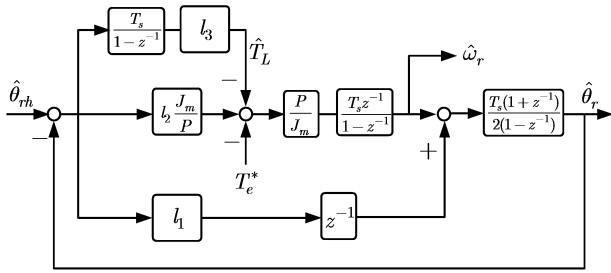 T_s / (1 − z^{-1})
l_3
\hat{T}_L
\hat{ω}_r
\hat{θ}_{rh}
−
l_2 J_m / P
−
−
T_e^*
P / J_m
T_s z^{-1} / (1 − z^{-1})
+
T_s(1 + z^{-1}) / 2(1 − z^{-1})
\hat{θ}_r
l_1
z^{-1}